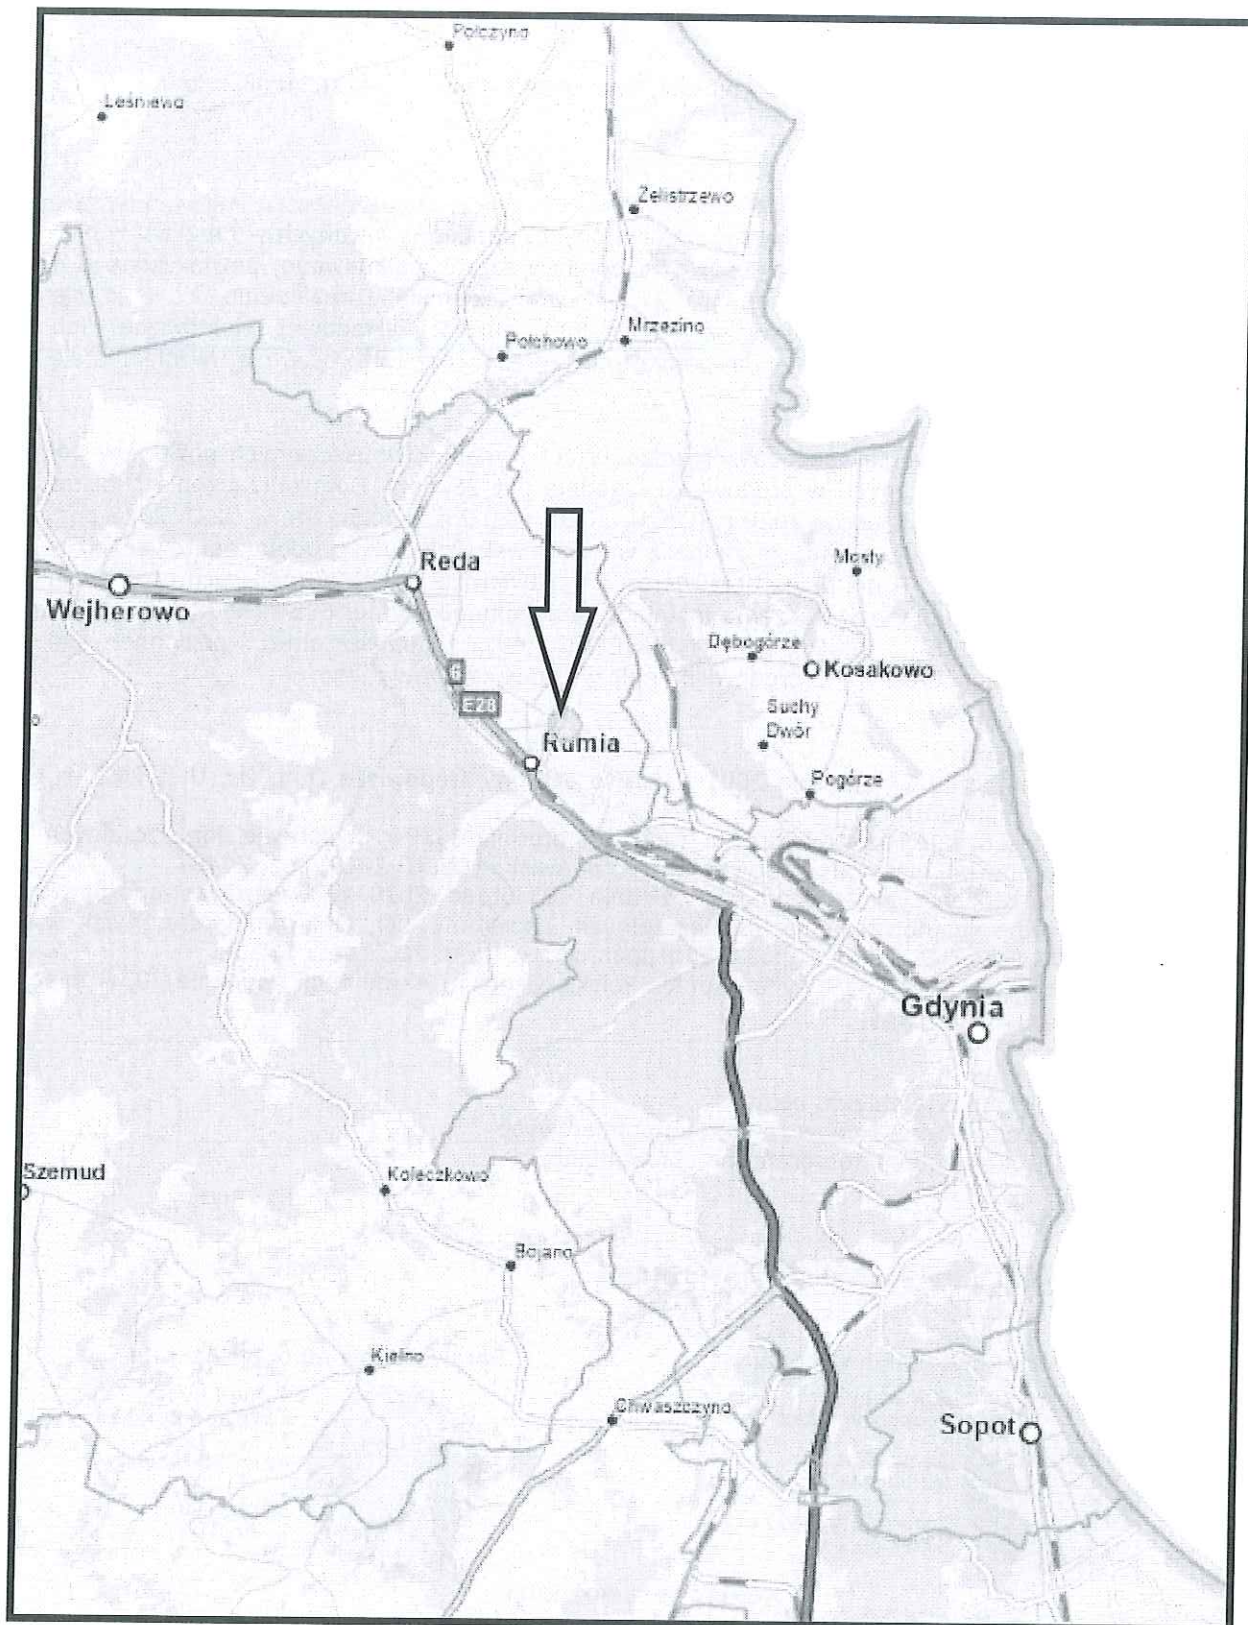 Połczyno
Leśniewo
Żelistrzewo
Mrzezino
Połchowo
Reda
Mosty
Wejherowo
Dębogórze
Kosakowo
6
E28
Suchy
Dwór
Rumia
Pogórze
Gdynia
Szemud
Koleczkowo
Bojano
Kielno
Chwaszczyno
Sopot